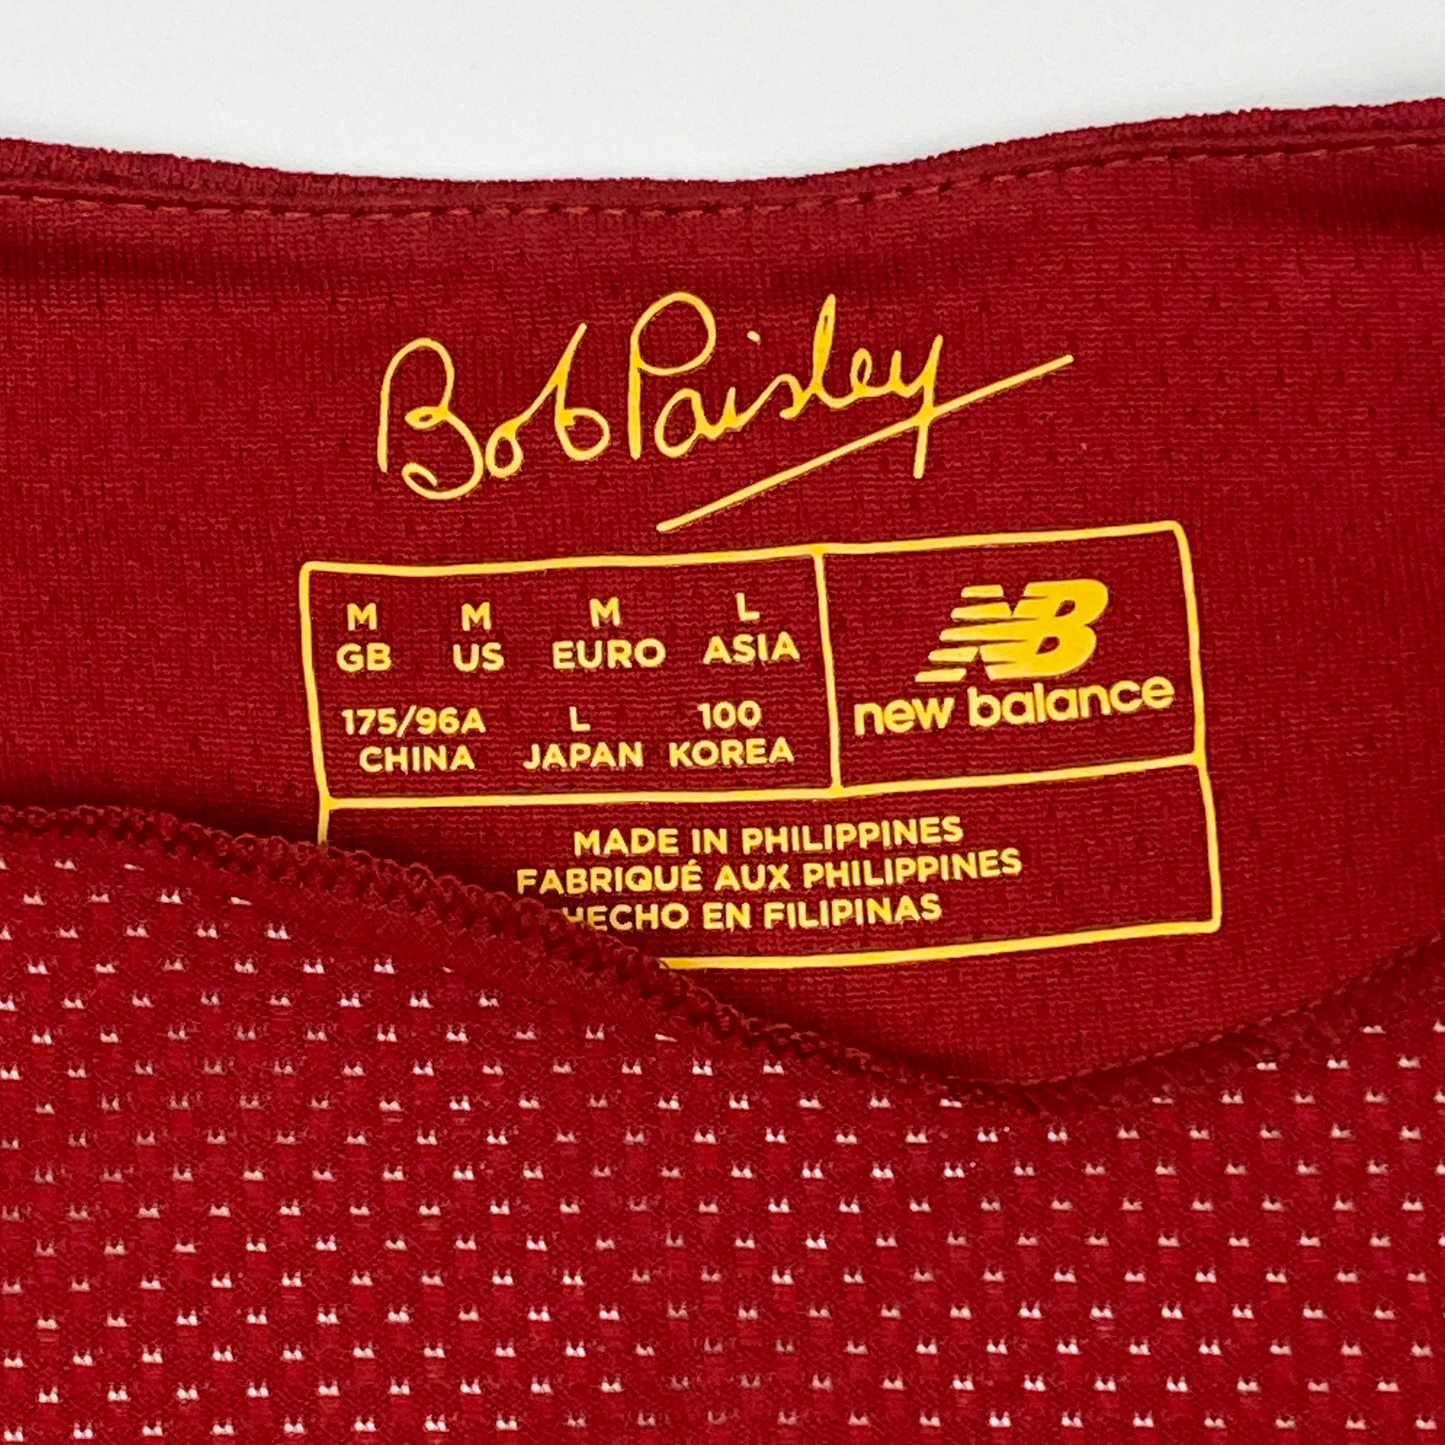 Bob Paisley
M M M L
GB US EURO ASIA
175/96A L 100
CHINA JAPAN KOREA
NB
new balance
MADE IN PHILIPPINES
FABRIQUÉ AUX PHILIPPINES
HECHO EN FILIPINAS